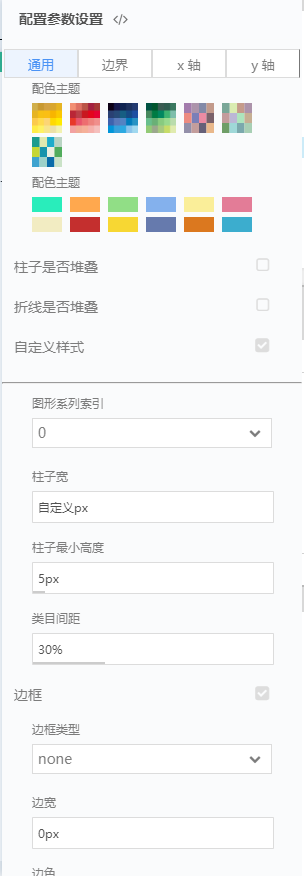 配置参数设置 </>
通用 边界 x 轴 y 轴
配色主题
配色主题
柱子是否堆叠
折线是否堆叠
自定义样式
图形系列索引
0
柱子宽
自定义px
柱子最小高度
5px
类目间距
30%
边框
边框类型
none
边宽
0px
边色